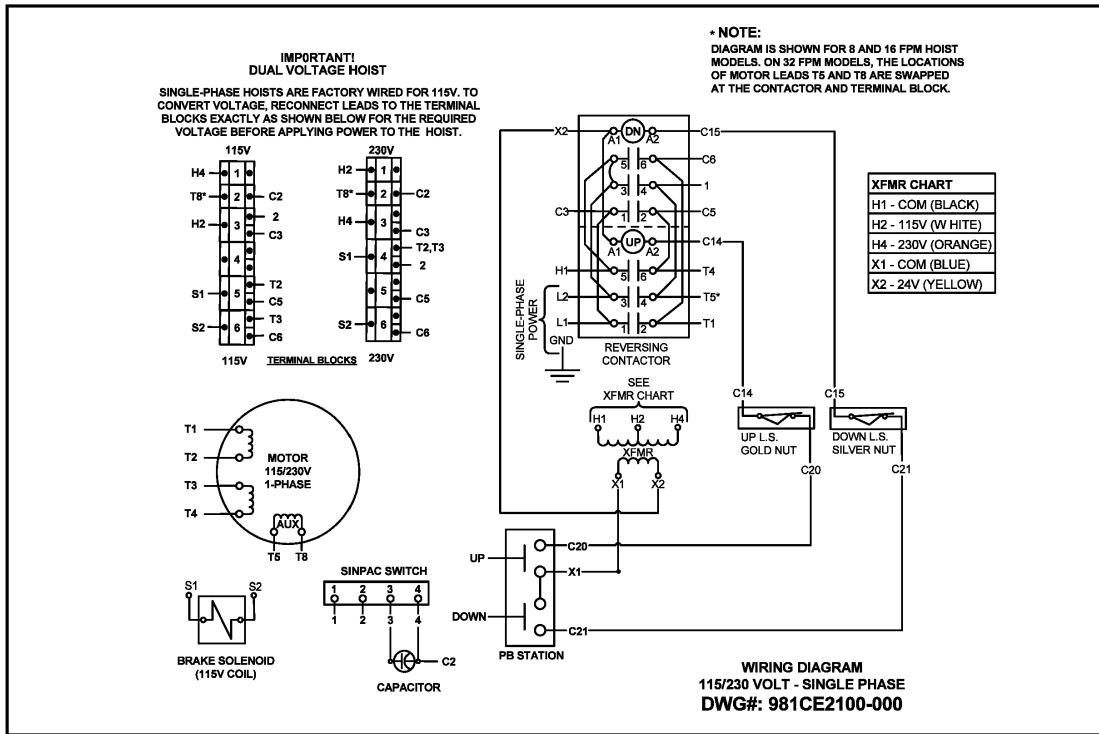 * NOTE:
DIAGRAM IS SHOWN FOR 8 AND 16 FPM HOIST
MODELS. ON 32 FPM MODELS, THE LOCATIONS
OF MOTOR LEADS T5 AND T8 ARE SWAPPED
AT THE CONTACTOR AND TERMINAL BLOCK.
IMPORTANT!
DUAL VOLTAGE HOIST
SINGLE-PHASE HOISTS ARE FACTORY WIRED FOR 115V. TO
CONVERT VOLTAGE, RECONNECT LEADS TO THE TERMINAL
BLOCKS EXACTLY AS SHOWN BELOW FOR THE REQUIRED
VOLTAGE BEFORE APPLYING POWER TO THE HOIST.
115V
H4 1
T8* 2 C2
H2 3 2
C3
4
S1 5 T2
C5
S2 6 T3
C6
115V
TERMINAL BLOCKS
230V
H2 1
T8* 2 C2
H4 3
C3
S1 4 T2,T3
2
5
C5
S2 6
C6
230V
X2 A1 DN A2 C15
5 6 C6
3 4 1
C3 1 2 C5
A1 UP A2 C14
H1 5 6 T4
L2 3 4 T5*
L1 1 2 T1
GND
SINGLE-PHASE
POWER
REVERSING
CONTACTOR
XFMR CHART
H1 - COM (BLACK)
H2 - 115V (W HITE)
H4 - 230V (ORANGE)
X1 - COM (BLUE)
X2 - 24V (YELLOW)
SEE
XFMR CHART
H1 H2 H4
XFMR
X1 X2
C14
UP L.S.
GOLD NUT
C20
C15
DOWN L.S.
SILVER NUT
C21
T1
T2
T3
T4
MOTOR
115/230V
1-PHASE
AUX
T5 T8
S1 S2
BRAKE SOLENOID
(115V COIL)
SINPAC SWITCH
1 2 3 4
1 2 3 4
C2
CAPACITOR
UP
C20
X1
DOWN
C21
PB STATION
WIRING DIAGRAM
115/230 VOLT - SINGLE PHASE
DWG#: 981CE2100-000